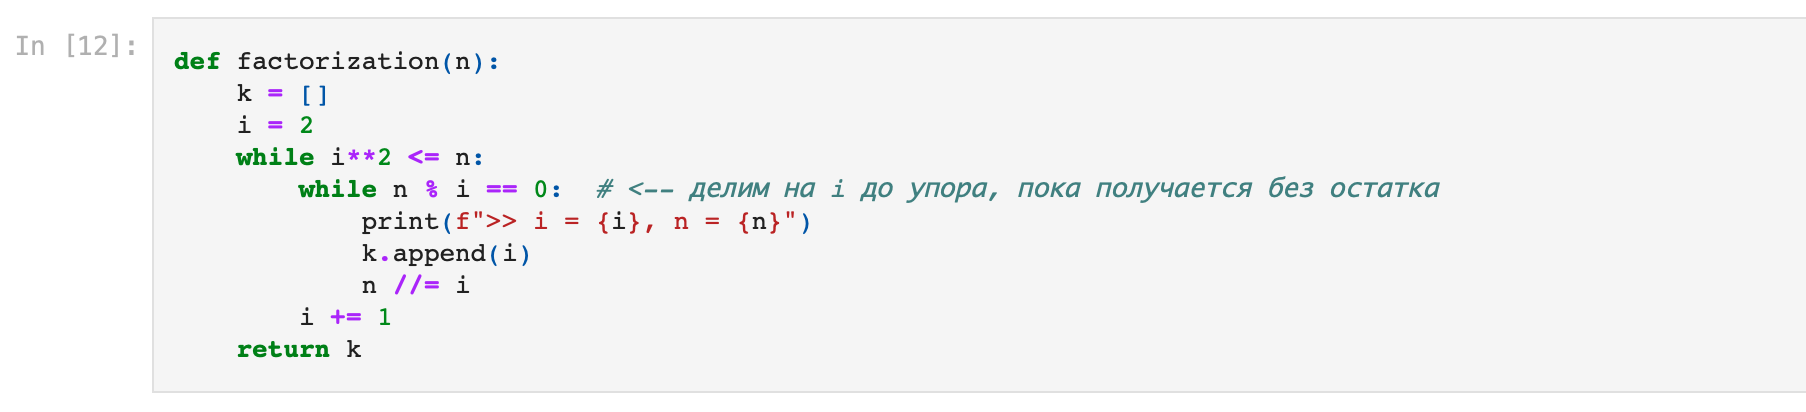 In [12]:
def factorization(n):
    k = []
    i = 2
    while i**2 <= n:
        while n % i == 0:  # <-- делим на i до упора, пока получается без остатка
            print(f">> i = {i}, n = {n}")
            k.append(i)
            n //= i
        i += 1
    return k